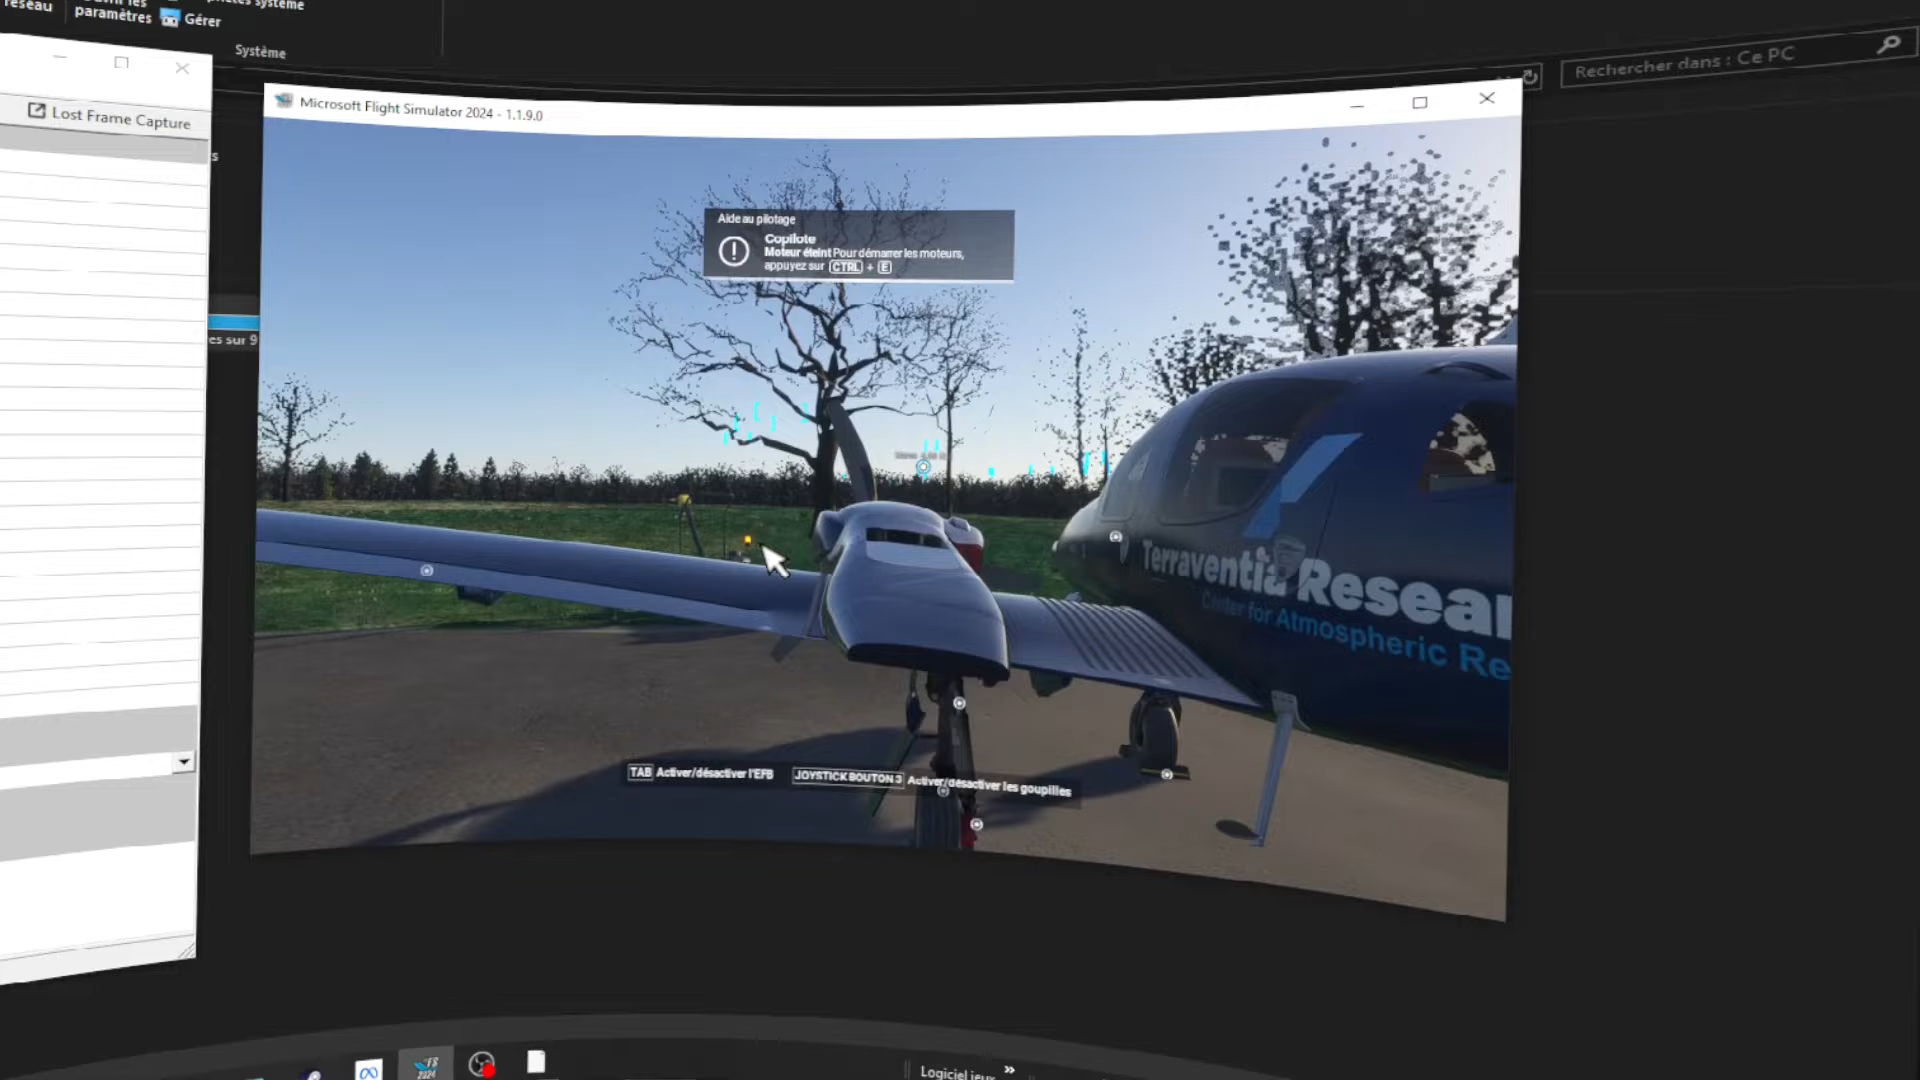 réseau
paramètres
Gérer
Système
Rechercher dans : Ce PC
Lost Frame Capture
Microsoft Flight Simulator 2024 - 1.1.9.0
Aide au pilotage
Copilote
Moteur éteint Pour démarrer les moteurs,
appuyez sur CTRL + E
es sur 9
Terraventia Resear
Center for Atmospheric Re
TAB Activer/désactiver l'EFB
JOYSTICK BOUTON 3 Activer/désactiver les goupilles
FS
2024
Logiciel jeux »